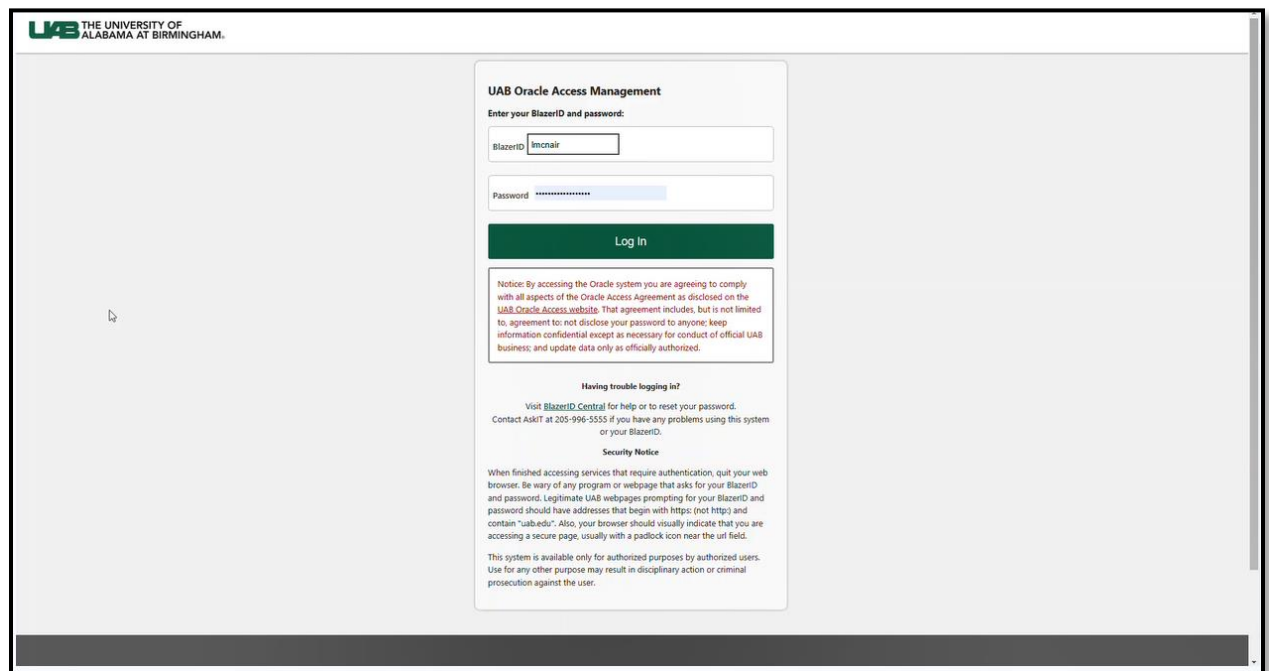 UAB THE UNIVERSITY OF
ALABAMA AT BIRMINGHAM.
UAB Oracle Access Management
Enter your BlazerID and password:
BlazerID lmcnair
Password ••••••••••••••••••
Log In
Notice: By accessing the Oracle system you are agreeing to comply
with all aspects of the Oracle Access Agreement as disclosed on the
UAB Oracle Access website. That agreement includes, but is not limited
to, agreement to: not disclose your password to anyone; keep
information confidential except as necessary for conduct of official UAB
business; and update data only as officially authorized.
Having trouble logging in?
Visit BlazerID Central for help or to reset your password.
Contact AskIT at 205-996-5555 if you have any problems using this system
or your BlazerID.
Security Notice
When finished accessing services that require authentication, quit your web
browser. Be wary of any program or webpage that asks for your BlazerID
and password. Legitimate UAB webpages prompting for your BlazerID and
password should have addresses that begin with https: (not http:) and
contain "uab.edu". Also, your browser should visually indicate that you are
accessing a secure page, usually with a padlock icon near the url field.
This system is available only for authorized purposes by authorized users.
Use for any other purpose may result in disciplinary action or criminal
prosecution against the user.